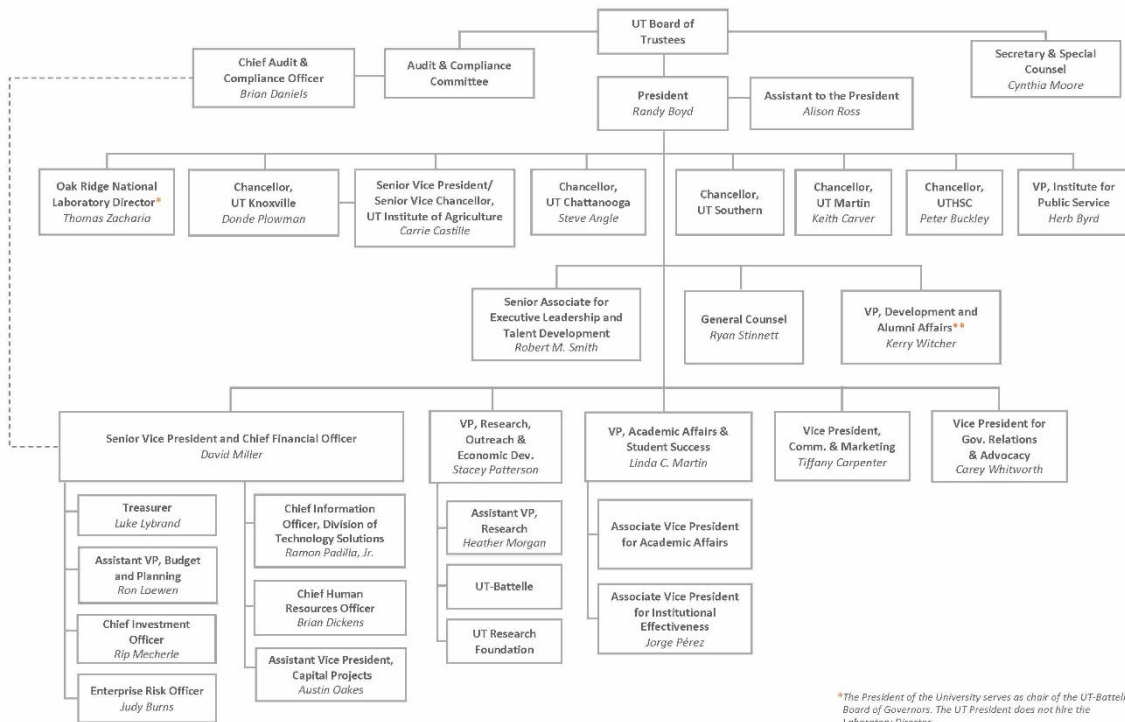 UT Board of
Trustees
Chief Audit &
Compliance Officer
Brian Daniels
Audit & Compliance
Committee
Secretary & Special
Counsel
Cynthia Moore
President
Randy Boyd
Assistant to the President
Alison Ross
Oak Ridge National
Laboratory Director*
Thomas Zacharia
Chancellor,
UT Knoxville
Donde Plowman
Senior Vice President/
Senior Vice Chancellor,
UT Institute of Agriculture
Carrie Castille
Chancellor,
UT Chattanooga
Steve Angle
Chancellor,
UT Southern
Chancellor,
UT Martin
Keith Carver
Chancellor,
UTHSC
Peter Buckley
VP, Institute for
Public Service
Herb Byrd
Senior Associate for
Executive Leadership and
Talent Development
Robert M. Smith
General Counsel
Ryan Stinnett
VP, Development and
Alumni Affairs**
Kerry Witcher
Senior Vice President and Chief Financial Officer
David Miller
VP, Research,
Outreach &
Economic Dev.
Stacey Patterson
VP, Academic Affairs &
Student Success
Linda C. Martin
Vice President,
Comm. & Marketing
Tiffany Carpenter
Vice President for
Gov. Relations
& Advocacy
Carey Whitworth
Treasurer
Luke Lybrand
Assistant VP, Budget
and Planning
Ron Loewen
Chief Investment
Officer
Rip Mecherle
Enterprise Risk Officer
Judy Burns
Chief Information
Officer, Division of
Technology Solutions
Ramon Padilla, Jr.
Chief Human
Resources Officer
Brian Dickens
Assistant Vice President,
Capital Projects
Austin Oakes
Assistant VP,
Research
Heather Morgan
UT-Battelle
UT Research
Foundation
Associate Vice President
for Academic Affairs
Associate Vice President
for Institutional
Effectiveness
Jorge Pérez
*The President of the University serves as chair of the UT-Battell
Board of Governors. The UT President does not hire the